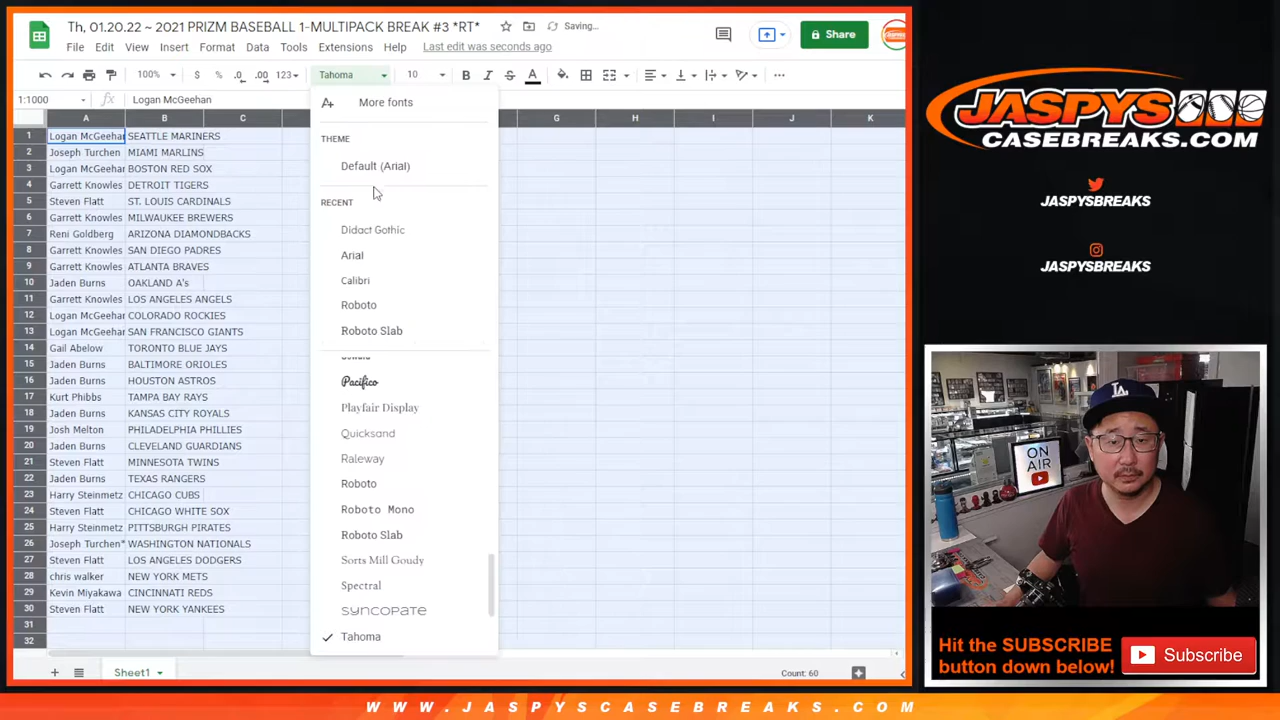 Th, 01.20.22 ~ 2021 PRIZM BASEBALL 1-MULTIPACK BREAK #3 *RT*
Saving...
File Edit View Insert Format Data Tools Extensions Help Last edit was seconds ago
Share
100% $ % .0 .00 123 Tahoma 10 B I S A
1:1000 fx Logan McGeehan
A B C G H I J K
1 Logan McGeehan SEATTLE MARINERS
2 Joseph Turchen MIAMI MARLINS
3 Logan McGeehan BOSTON RED SOX
4 Garrett Knowles DETROIT TIGERS
5 Steven Flatt ST. LOUIS CARDINALS
6 Garrett Knowles MILWAUKEE BREWERS
7 Reni Goldberg ARIZONA DIAMONDBACKS
8 Garrett Knowles SAN DIEGO PADRES
9 Garrett Knowles ATLANTA BRAVES
10 Jaden Burns OAKLAND A's
11 Garrett Knowles LOS ANGELES ANGELS
12 Logan McGeehan COLORADO ROCKIES
13 Logan McGeehan SAN FRANCISCO GIANTS
14 Gail Abelow TORONTO BLUE JAYS
15 Jaden Burns BALTIMORE ORIOLES
16 Jaden Burns HOUSTON ASTROS
17 Kurt Phibbs TAMPA BAY RAYS
18 Jaden Burns KANSAS CITY ROYALS
19 Josh Melton PHILADELPHIA PHILLIES
20 Jaden Burns CLEVELAND GUARDIANS
21 Steven Flatt MINNESOTA TWINS
22 Jaden Burns TEXAS RANGERS
23 Harry Steinmetz CHICAGO CUBS
24 Steven Flatt CHICAGO WHITE SOX
25 Harry Steinmetz PITTSBURGH PIRATES
26 Joseph Turchen* WASHINGTON NATIONALS
27 Steven Flatt LOS ANGELES DODGERS
28 chris walker NEW YORK METS
29 Kevin Miyakawa CINCINNATI REDS
30 Steven Flatt NEW YORK YANKEES
31
32
More fonts
THEME
Default (Arial)
RECENT
Didact Gothic
Arial
Calibri
Roboto
Roboto Slab
Pacifico
Playfair Display
Quicksand
Raleway
Roboto
Roboto Mono
Roboto Slab
Sorts Mill Goudy
Spectral
Syncopate
Tahoma
Sheet1
Count: 60
JASPYS
CASEBREAKS.COM
JASPYSBREAKS
JASPYSBREAKS
ON
AIR
LA
Hit the SUBSCRIBE
button down below!
Subscribe
WWW.JASPYSCASEBREAKS.COM